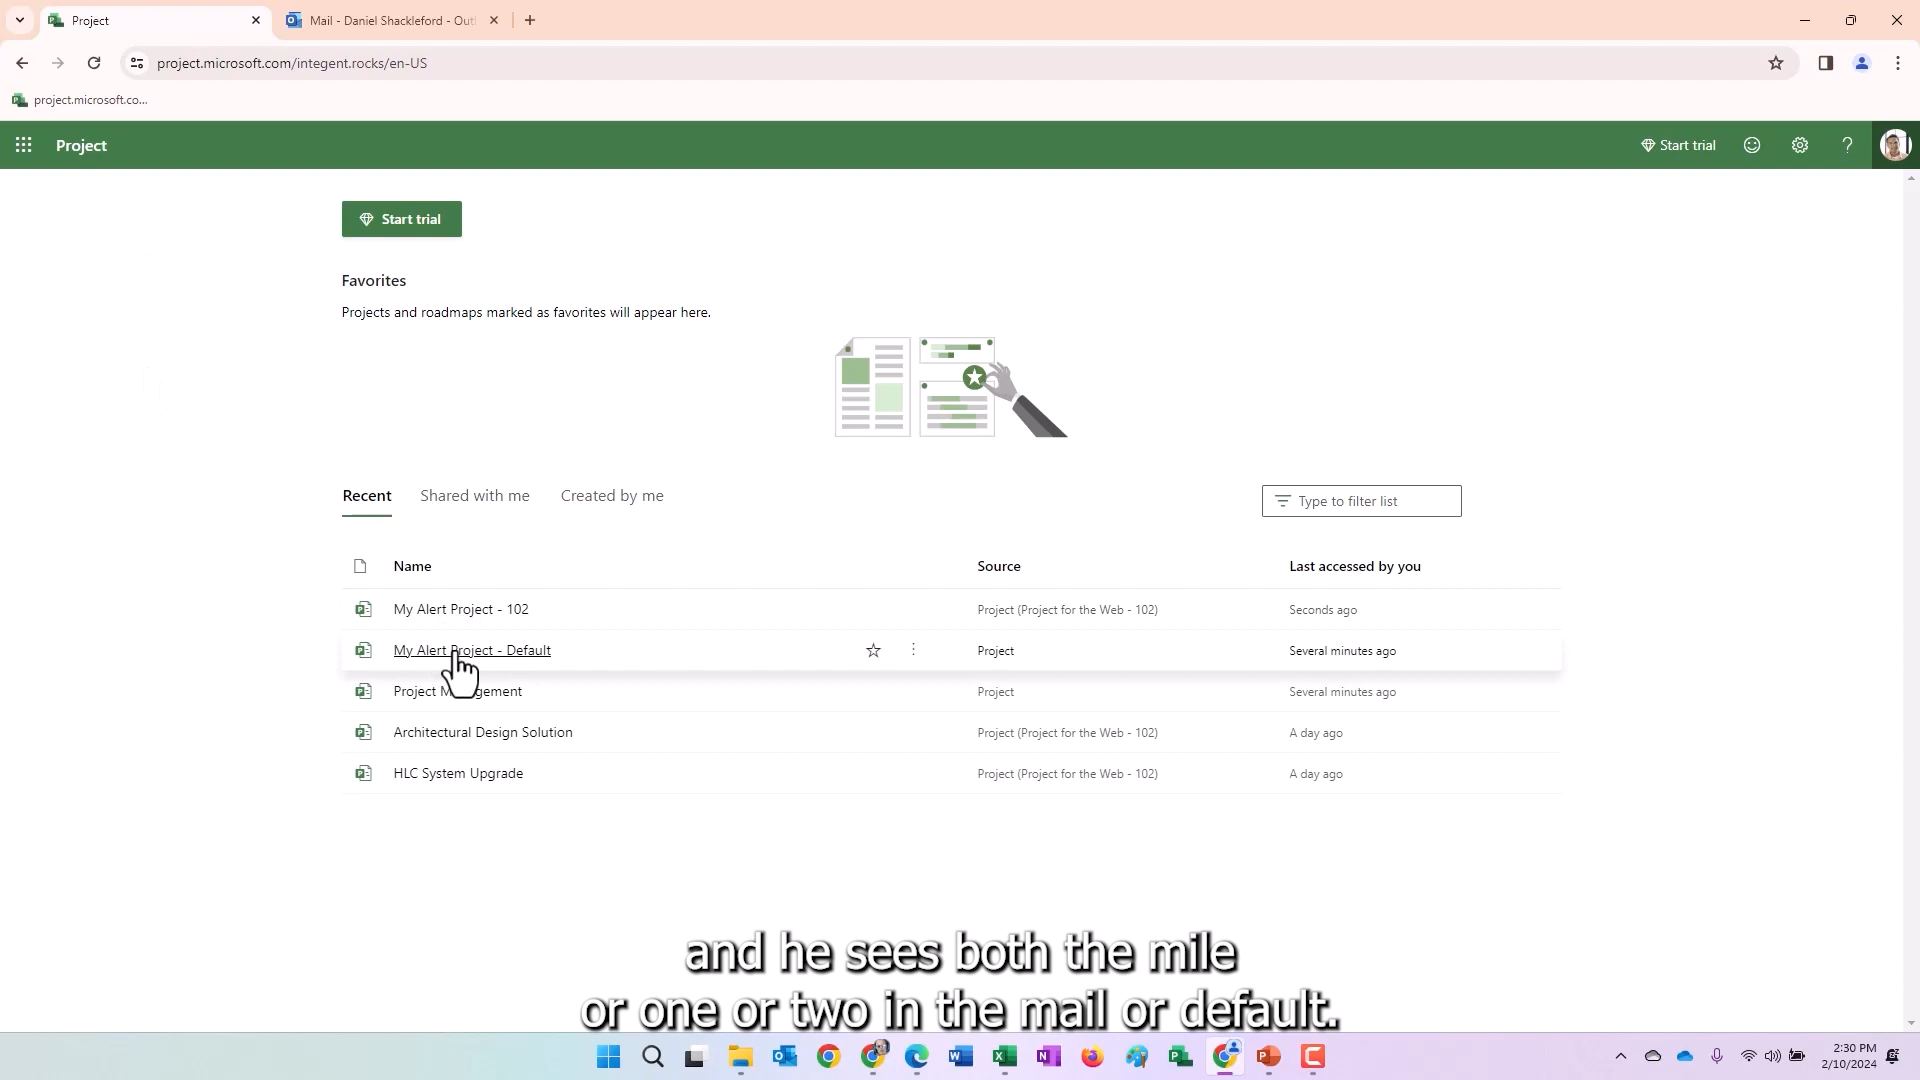 Project
Mail - Daniel Shackleford - Out
project.microsoft.com/integent.rocks/en-US
project.microsoft.co...
Project
Start trial
Start trial
Favorites
Projects and roadmaps marked as favorites will appear here.
Recent
Shared with me
Created by me
Type to filter list
Name
Source
Last accessed by you
My Alert Project - 102
Project (Project for the Web - 102)
Seconds ago
My Alert Project - Default
Project
Several minutes ago
Project M gement
Project
Several minutes ago
Architectural Design Solution
Project (Project for the Web - 102)
A day ago
HLC System Upgrade
Project (Project for the Web - 102)
A day ago
and he sees both the mile
or one or two in the mail or default.
2:30 PM
2/10/2024